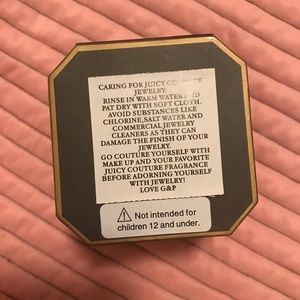 CARING FOR JUICY COUTURE
JEWELRY.
RINSE IN WARM WATER AND
PAT DRY WITH SOFT CLOTH.
AVOID SUBSTANCES LIKE
CHLORINE, SALT WATER AND
COMMERCIAL JEWELRY
CLEANERS AS THEY CAN
DAMAGE THE FINISH OF YOUR
JEWELRY.
GO COUTURE YOURSELF WITH
MAKE UP AND YOUR FAVORITE
JUICY COUTURE FRAGRANCE
BEFORE ADORNING YOURSELF
WITH JEWELRY!
LOVE G&P
Not intended for
children 12 and under.